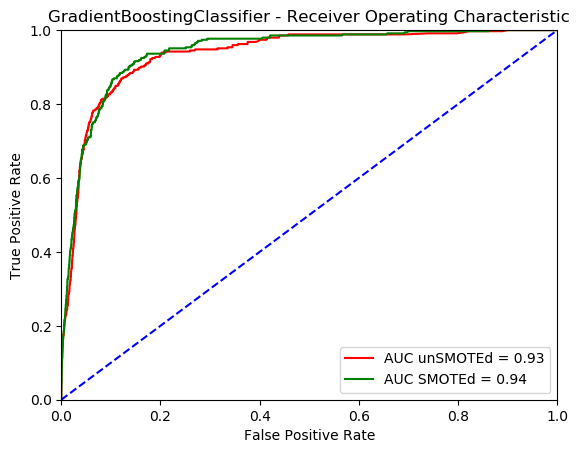 GradientBoostingClassifier - Receiver Operating Characteristic
1.0
0.8
0.6
0.4
0.2
0.0
True Positive Rate
AUC unSMOTEd = 0.93
AUC SMOTEd = 0.94
0.0 0.2 0.4 0.6 0.8 1.0
False Positive Rate